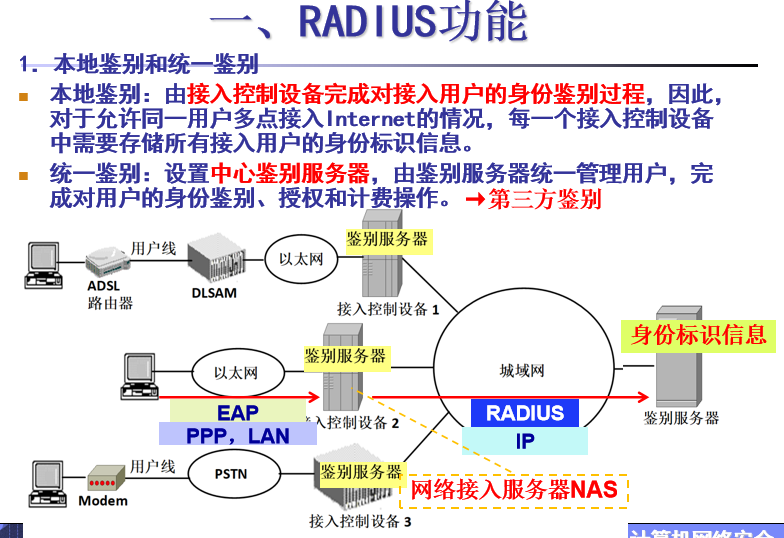 一、RADIUS功能
1．本地鉴别和统一鉴别
本地鉴别：由接入控制设备完成对接入用户的身份鉴别过程，因此，
对于允许同一用户多点接入Internet的情况，每一个接入控制设备
中需要存储所有接入用户的身份标识信息。
统一鉴别：设置中心鉴别服务器，由鉴别服务器统一管理用户，完
成对用户的身份鉴别、授权和计费操作。→第三方鉴别
用户线
ADSL
路由器
DLSAM
以太网
鉴别服务器
接入控制设备 1
以太网
鉴别服务器
接入控制设备 2
EAP
PPP，LAN
城域网
RADIUS
IP
身份标识信息
鉴别服务器
用户线
Modem
PSTN
鉴别服务器
接入控制设备 3
网络接入服务器NAS
计算机网络安全